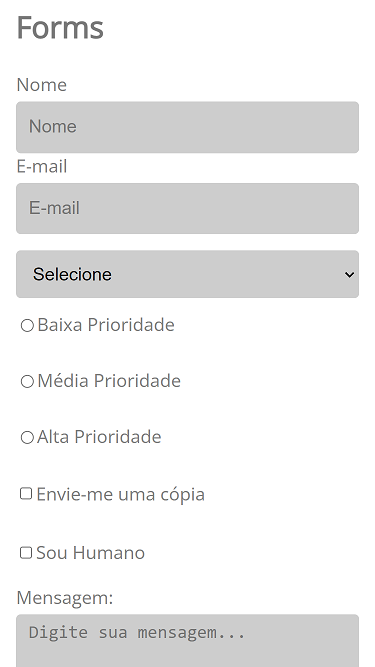 Forms
Nome
Nome
E-mail
E-mail
Selecione
Baixa Prioridade
Média Prioridade
Alta Prioridade
Envie-me uma cópia
Sou Humano
Mensagem:
Digite sua mensagem...